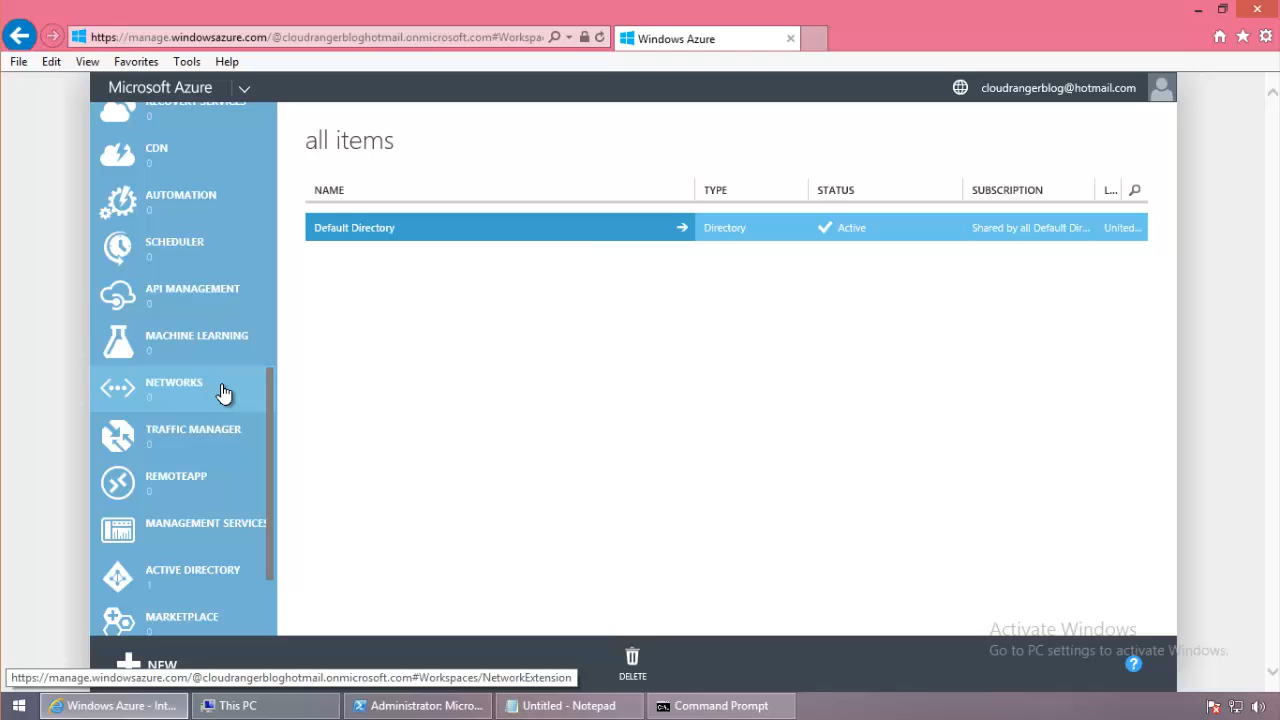 https://manage.windowsazure.com/@cloudrangerbloghotmail.onmicrosoft.com#Workspa
Windows Azure
File Edit View Favorites Tools Help
Microsoft Azure
cloudrangerblog@hotmail.com
RECOVERY SERVICES
0
CDN
0
AUTOMATION
0
SCHEDULER
0
API MANAGEMENT
0
MACHINE LEARNING
0
NETWORKS
0
TRAFFIC MANAGER
0
REMOTEAPP
0
MANAGEMENT SERVICES
ACTIVE DIRECTORY
1
MARKETPLACE
0
all items
NAME TYPE STATUS SUBSCRIPTION L...
Default Directory Directory Active Shared by all Default Dir... United...
Activate Windows
Go to PC settings to activate Windows.
NEW
DELETE
?
https://manage.windowsazure.com/@cloudrangerbloghotmail.onmicrosoft.com#Workspaces/NetworkExtension
Windows Azure - Int... This PC Administrator: Micro... Untitled - Notepad Command Prompt